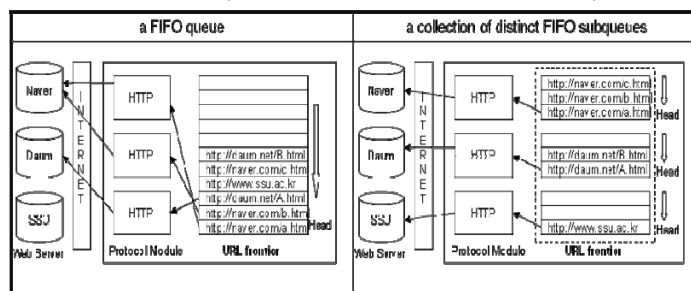 a FIFO queue
Naver
Daum
SSU
Web Server
INTERNET
HTTP
HTTP
HTTP
Protocol Module
http://daum.net/B.html
http://naver.com/c.html
http://www.ssu.ac.kr
http://daum.net/A.html
http://naver.com/b.html
http://naver.com/a.html
Head
URL frontier
a collection of distinct FIFO subqueues
Naver
Daum
SSU
Web Server
INTERNET
HTTP
HTTP
HTTP
Protocol Module
http://naver.com/c.html
http://naver.com/b.html
http://naver.com/a.html
Head
http://daum.net/B.html
http://daum.net/A.html
Head
http://www.ssu.ac.kr
Head
URL frontier